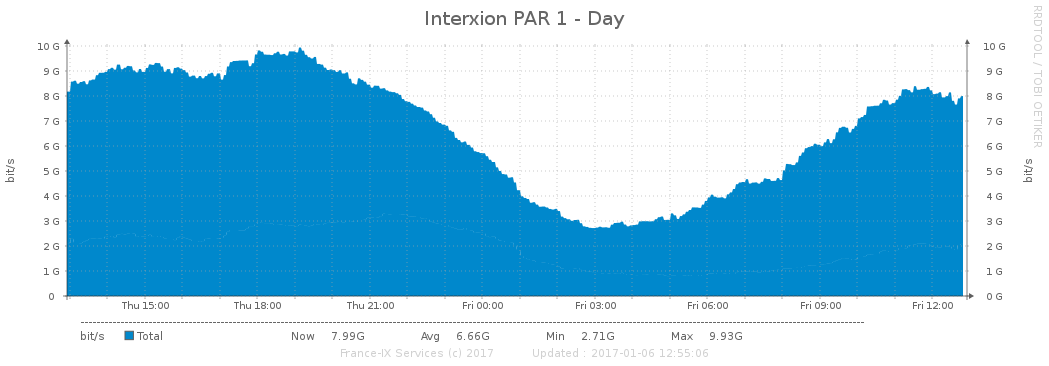 Interxion PAR 1 - Day
RRDTOOL / TOBI OETIKER
bit/s
10 G 10 G
9 G 9 G
8 G 8 G
7 G 7 G
6 G 6 G
5 G 5 G
4 G 4 G
3 G 3 G
2 G 2 G
1 G 1 G
0 0 G
bit/s
Thu 15:00 Thu 18:00 Thu 21:00 Fri 00:00 Fri 03:00 Fri 06:00 Fri 09:00 Fri 12:00
bit/s Total Now 7.99G Avg 6.66G Min 2.71G Max 9.93G
France-IX Services (c) 2017 Updated : 2017-01-06 12:55:06